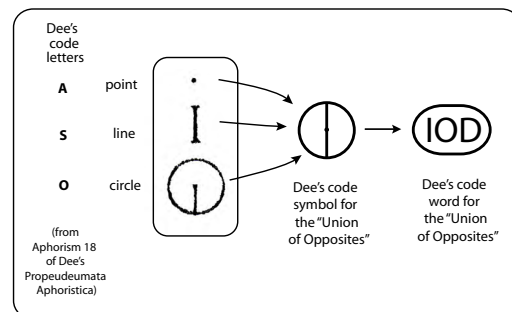 Dee's
code
letters
A point
S line
O circle
(from
Aphorism 18
of Dee's
Propeudeumata
Aphoristica)
Dee's code
symbol for
the "Union
of Opposites"
IOD
Dee's code
word for
the "Union
of Opposites"